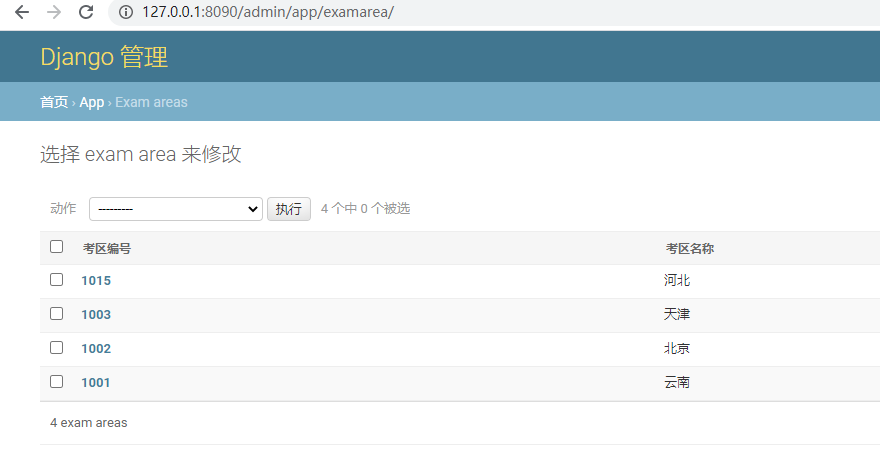 127.0.0.1:8090/admin/app/examarea/
Django 管理
首页 › App › Exam areas
选择 exam area 来修改
动作 --------- 执行 4 个中 0 个被选
考区编号 考区名称
1015 河北
1003 天津
1002 北京
1001 云南
4 exam areas